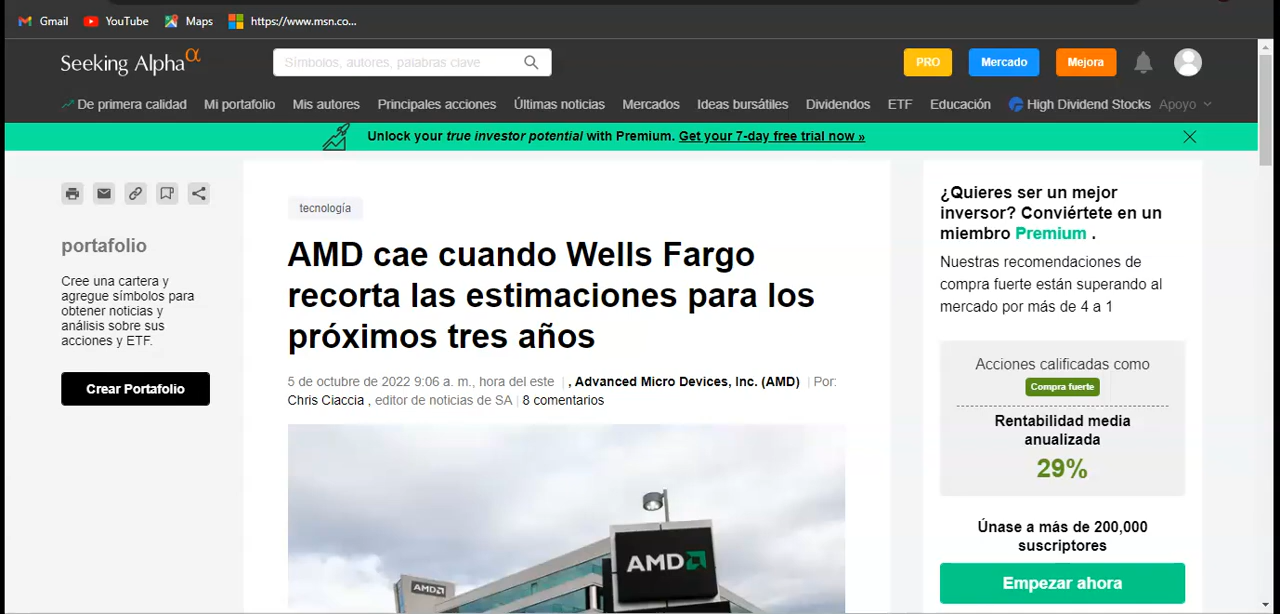 Gmail
YouTube
Maps
https://www.msn.co...
Seeking Alpha α
Símbolos, autores, palabras clave
PRO
Mercado
Mejora
De primera calidad
Mi portafolio
Mis autores
Principales acciones
Últimas noticias
Mercados
Ideas bursátiles
Dividendos
ETF
Educación
High Dividend Stocks
Apoyo
Unlock your true investor potential with Premium. Get your 7-day free trial now »
portafolio
Cree una cartera y
agregue símbolos para
obtener noticias y
análisis sobre sus
acciones y ETF.
Crear Portafolio
tecnología
AMD cae cuando Wells Fargo
recorta las estimaciones para los
próximos tres años
5 de octubre de 2022 9:06 a. m., hora del este | , Advanced Micro Devices, Inc. (AMD) | Por:
Chris Ciaccia , editor de noticias de SA | 8 comentarios
AMD
AMD
¿Quieres ser un mejor
inversor? Conviértete en un
miembro Premium .
Nuestras recomendaciones de
compra fuerte están superando al
mercado por más de 4 a 1
Acciones calificadas como
Compra fuerte
Rentabilidad media
anualizada
29%
Únase a más de 200,000
suscriptores
Empezar ahora